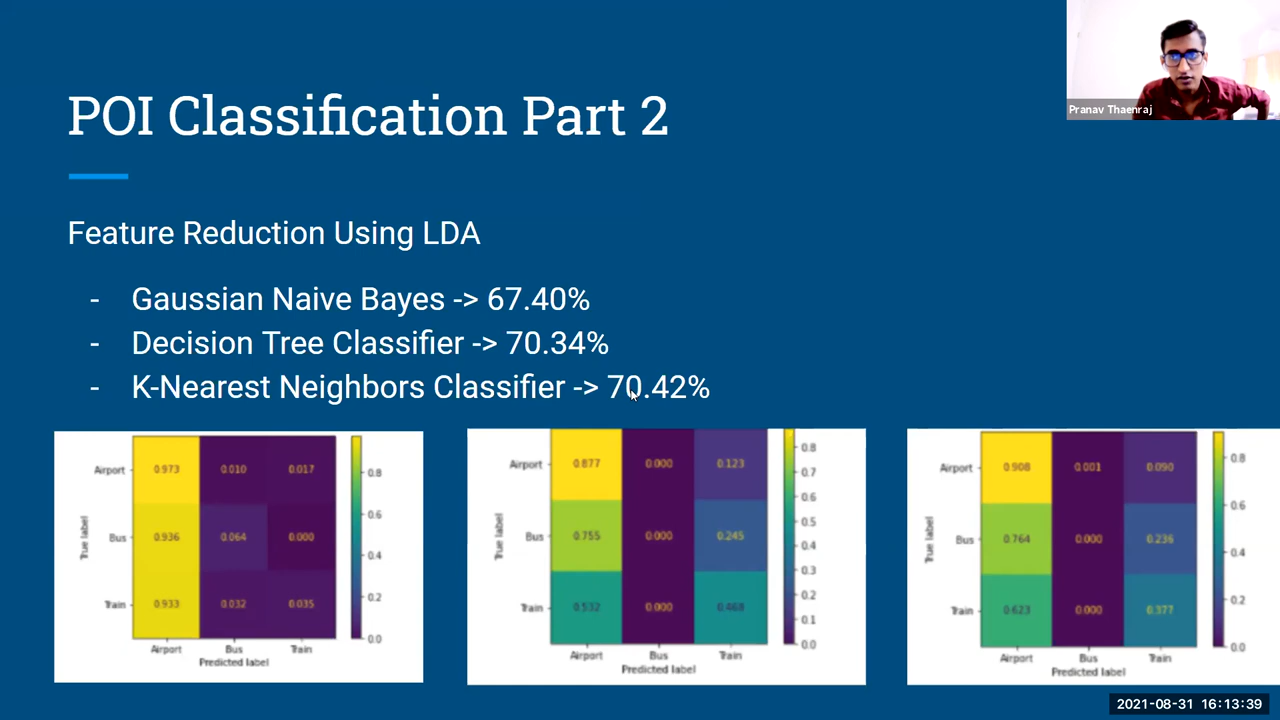 POI Classification Part 2
Pranav Thaenraj
Feature Reduction Using LDA
- Gaussian Naive Bayes -> 67.40%
- Decision Tree Classifier -> 70.34%
- K-Nearest Neighbors Classifier -> 70.42%
True label
Airport 0.973 0.010 0.017
Bus 0.936 0.064 0.000
Train 0.933 0.032 0.035
Airport Bus Train
Predicted label
0.8
0.6
0.4
0.2
0.0
True label
Airport 0.877 0.000 0.123
Bus 0.755 0.000 0.245
Train 0.532 0.000 0.468
Airport Bus Train
Predicted label
0.8
0.7
0.6
0.5
0.4
0.3
0.2
0.1
0.0
True label
Airport 0.908 0.001 0.090
Bus 0.764 0.000 0.236
Train 0.623 0.000 0.377
Airport Bus Train
Predicted label
0.8
0.6
0.4
0.2
0.0
2021-08-31 16:13:39